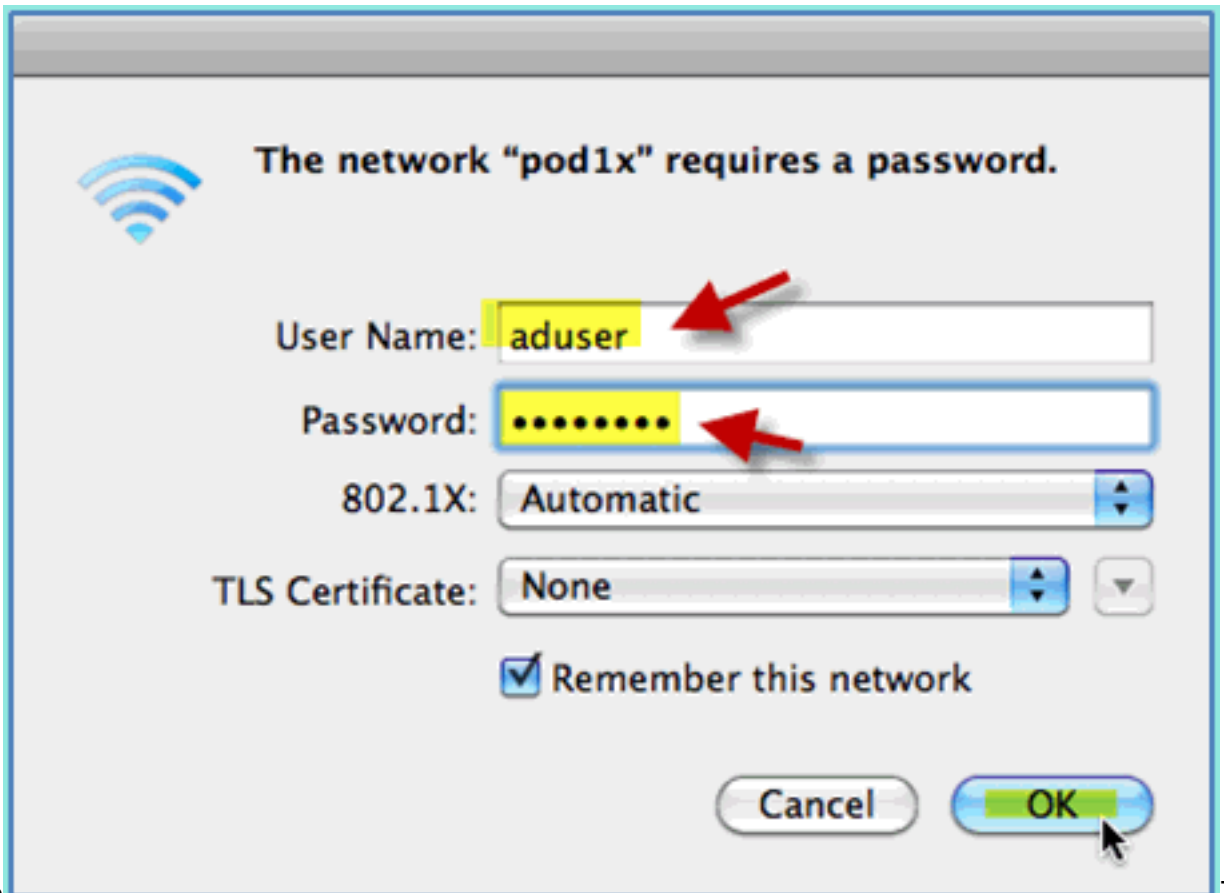 The network “pod1x” requires a password.
User Name: aduser
Password: ••••••••
802.1X: Automatic
TLS Certificate: None
Remember this network
Cancel OK